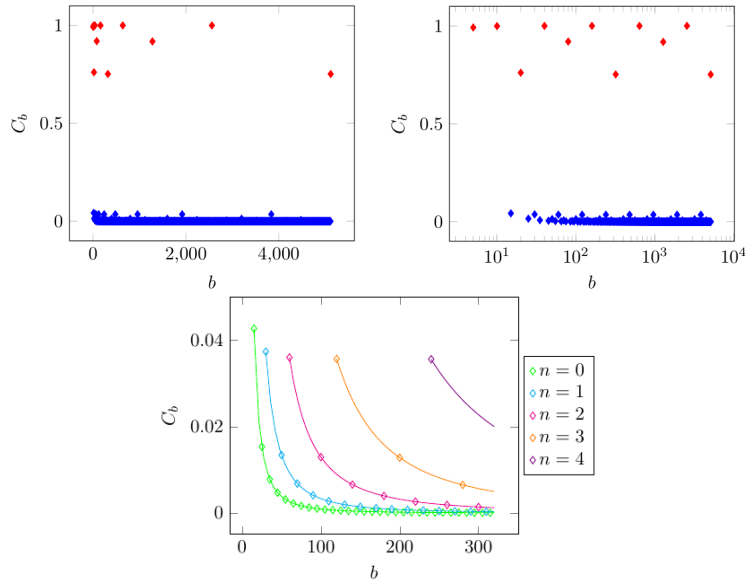 1
0.5
0
C_b
0
2,000
4,000
b
1
0.5
0
C_b
10^1
10^2
10^3
10^4
b
0.04
0.02
0
C_b
0
100
200
300
b
n = 0
n = 1
n = 2
n = 3
n = 4